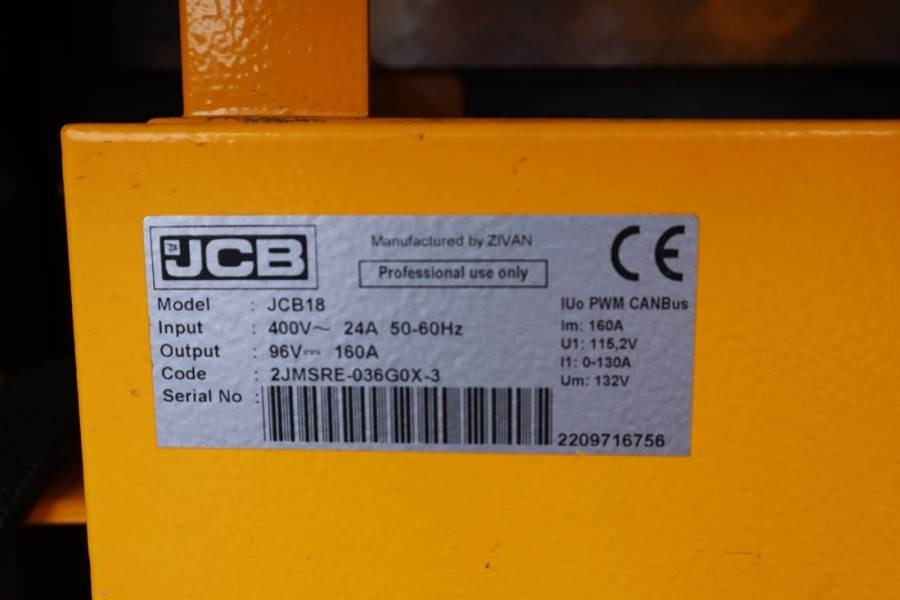 JCB
Manufactured by ZIVAN
Professional use only
CE
Model : JCB18
Input : 400V~ 24A 50-60Hz
Output : 96V⎓ 160A
Code : 2JMSRE-036G0X-3
Serial No :
2209716756
IUo PWM CANBus
Im: 160A
U1: 115,2V
I1: 0-130A
Um: 132V